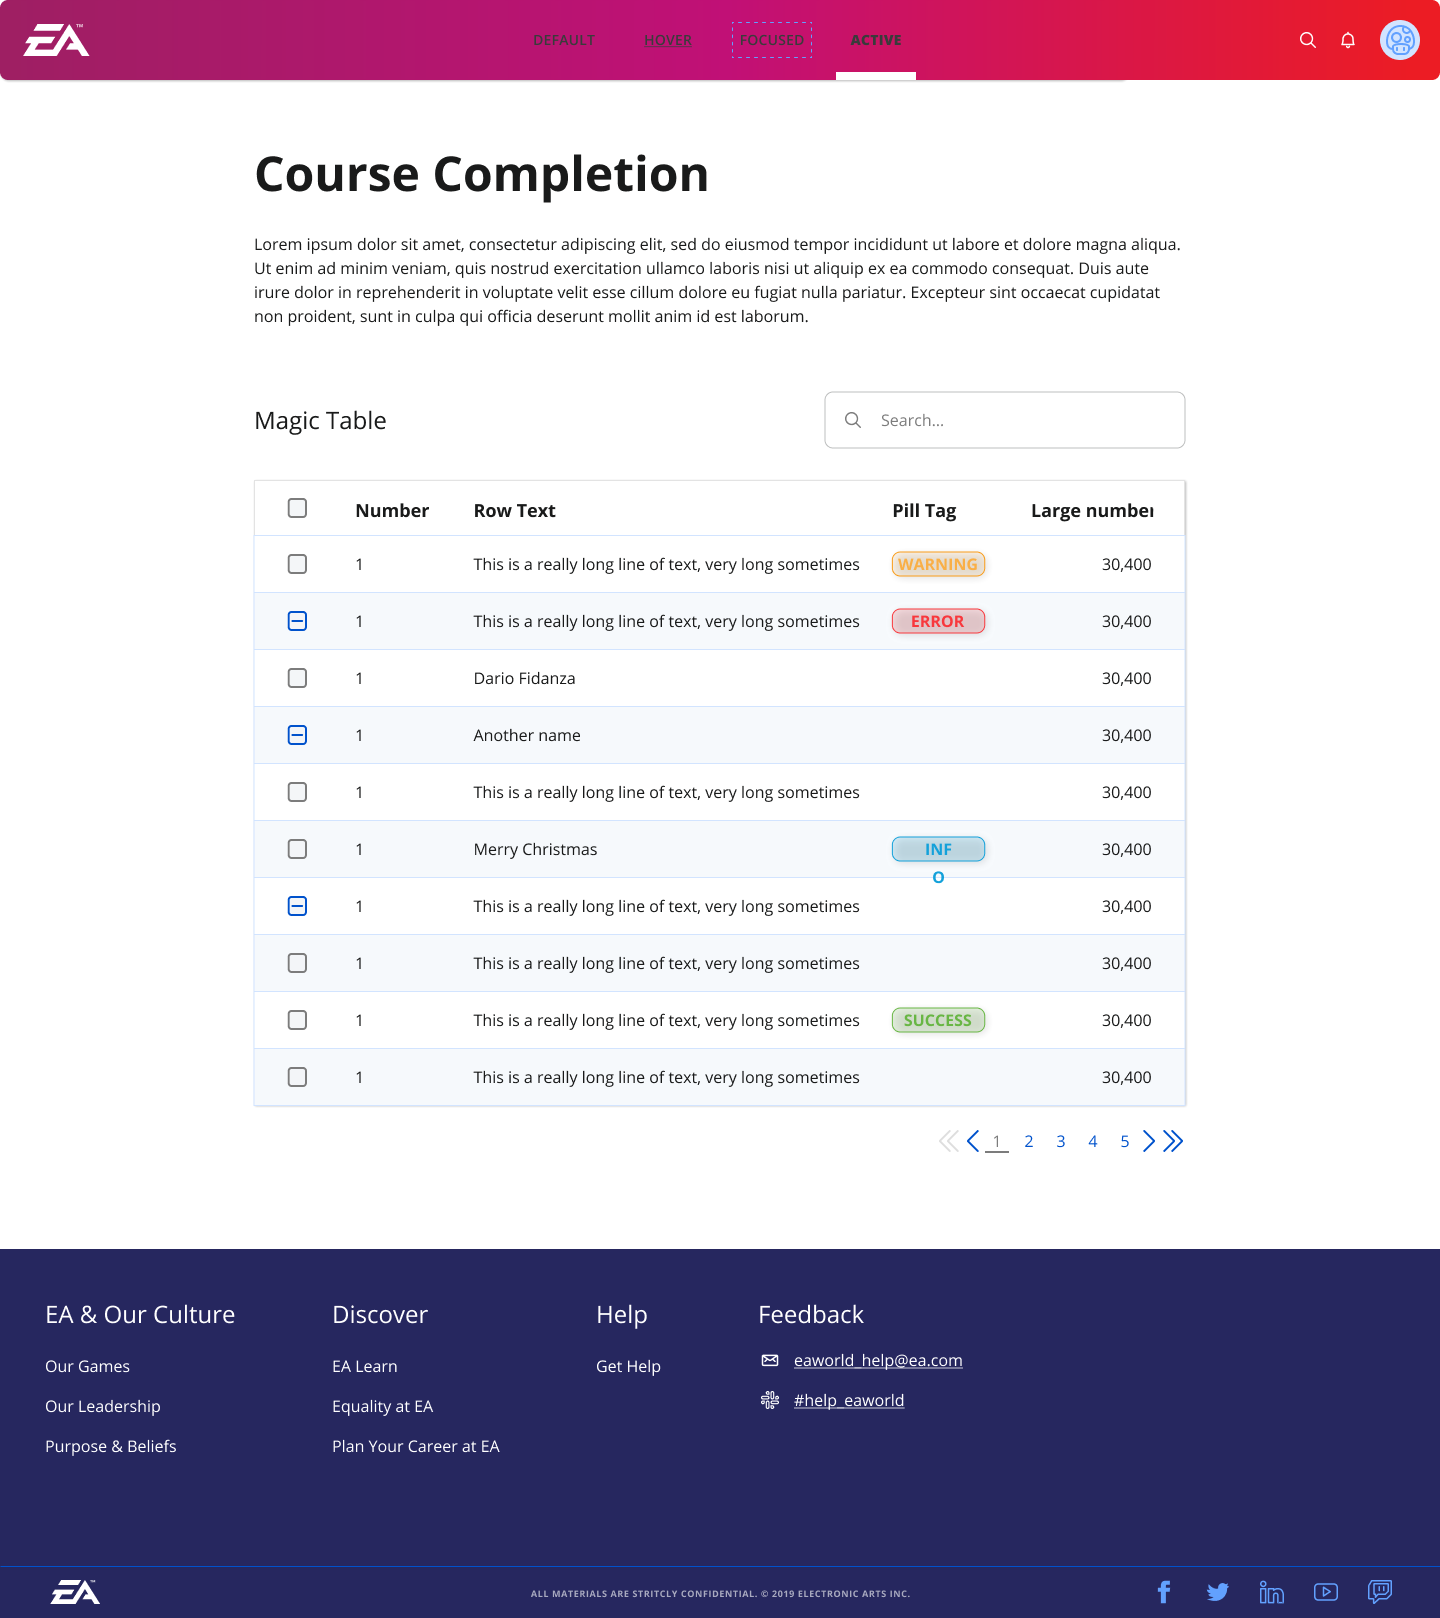 EA™
DEFAULT HOVER FOCUSED ACTIVE
Course Completion
Lorem ipsum dolor sit amet, consectetur adipiscing elit, sed do eiusmod tempor incididunt ut labore et dolore magna aliqua.
Ut enim ad minim veniam, quis nostrud exercitation ullamco laboris nisi ut aliquip ex ea commodo consequat. Duis aute
irure dolor in reprehenderit in voluptate velit esse cillum dolore eu fugiat nulla pariatur. Excepteur sint occaecat cupidatat
non proident, sunt in culpa qui officia deserunt mollit anim id est laborum.
Magic Table
Search...
Number Row Text Pill Tag Large number
1 This is a really long line of text, very long sometimes WARNING 30,400
1 This is a really long line of text, very long sometimes ERROR 30,400
1 Dario Fidanza 30,400
1 Another name 30,400
1 This is a really long line of text, very long sometimes 30,400
1 Merry Christmas INF 30,400
O
1 This is a really long line of text, very long sometimes 30,400
1 This is a really long line of text, very long sometimes 30,400
1 This is a really long line of text, very long sometimes SUCCESS 30,400
1 This is a really long line of text, very long sometimes 30,400
1 2 3 4 5
EA & Our Culture Discover Help Feedback
Our Games EA Learn Get Help eaworld_help@ea.com
Our Leadership Equality at EA #help_eaworld
Purpose & Beliefs Plan Your Career at EA
EA™ ALL MATERIALS ARE STRITCLY CONFIDENTIAL. © 2019 ELECTRONIC ARTS INC.